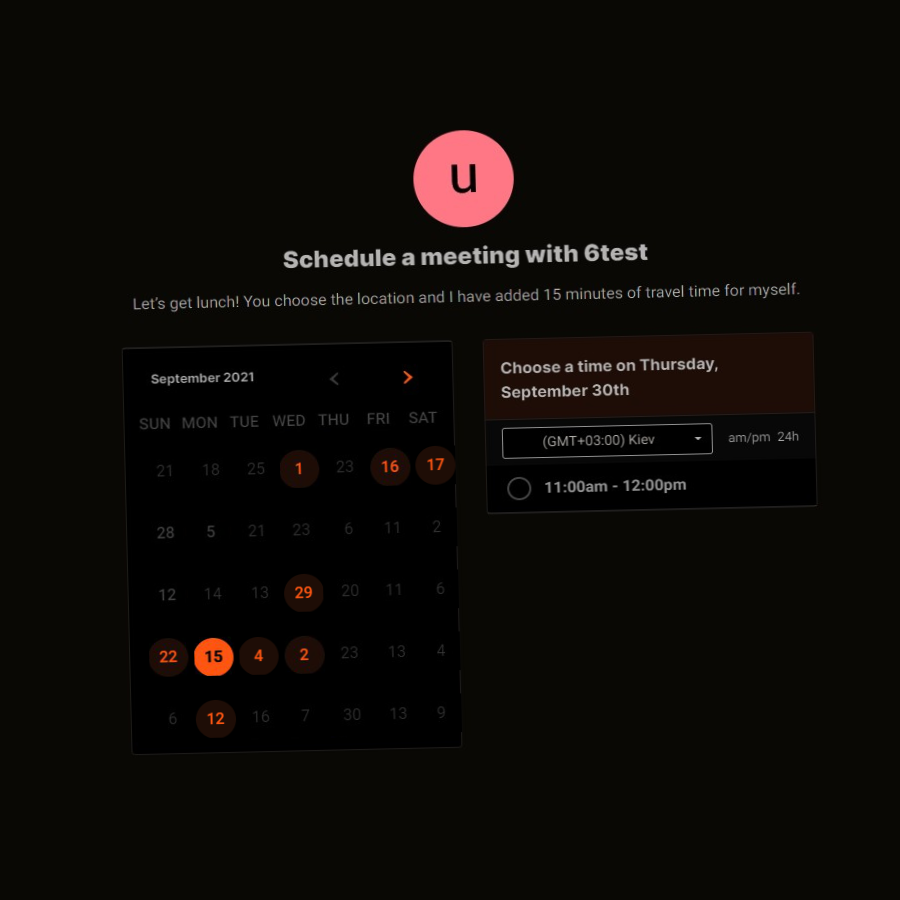 u
Schedule a meeting with 6test
Let's get lunch! You choose the location and I have added 15 minutes of travel time for myself.
September 2021
SUN MON TUE WED THU FRI SAT
21 18 25 1 23 16 17
28 5 21 23 6 11 2
12 14 13 29 20 11 6
22 15 4 2 23 13 4
6 12 16 7 30 13 9
Choose a time on Thursday,
September 30th
(GMT+03:00) Kiev am/pm 24h
11:00am - 12:00pm